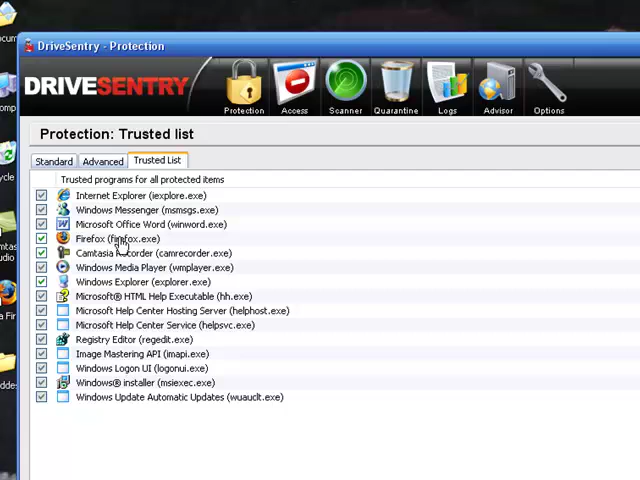 DriveSentry - Protection
DRIVESENTRY
Protection Access Scanner Quarantine Logs Advisor Options
Protection: Trusted list
Standard Advanced Trusted List
Trusted programs for all protected items
Internet Explorer (iexplore.exe)
Windows Messenger (msmsgs.exe)
Microsoft Office Word (winword.exe)
Firefox (firefox.exe)
Camtasia Recorder (camrecorder.exe)
Windows Media Player (wmplayer.exe)
Windows Explorer (explorer.exe)
Microsoft® HTML Help Executable (hh.exe)
Microsoft Help Center Hosting Server (helphost.exe)
Microsoft Help Center Service (helpsvc.exe)
Registry Editor (regedit.exe)
Image Mastering API (imapi.exe)
Windows Logon UI (logonui.exe)
Windows® installer (msiexec.exe)
Windows Update Automatic Updates (wuauclt.exe)